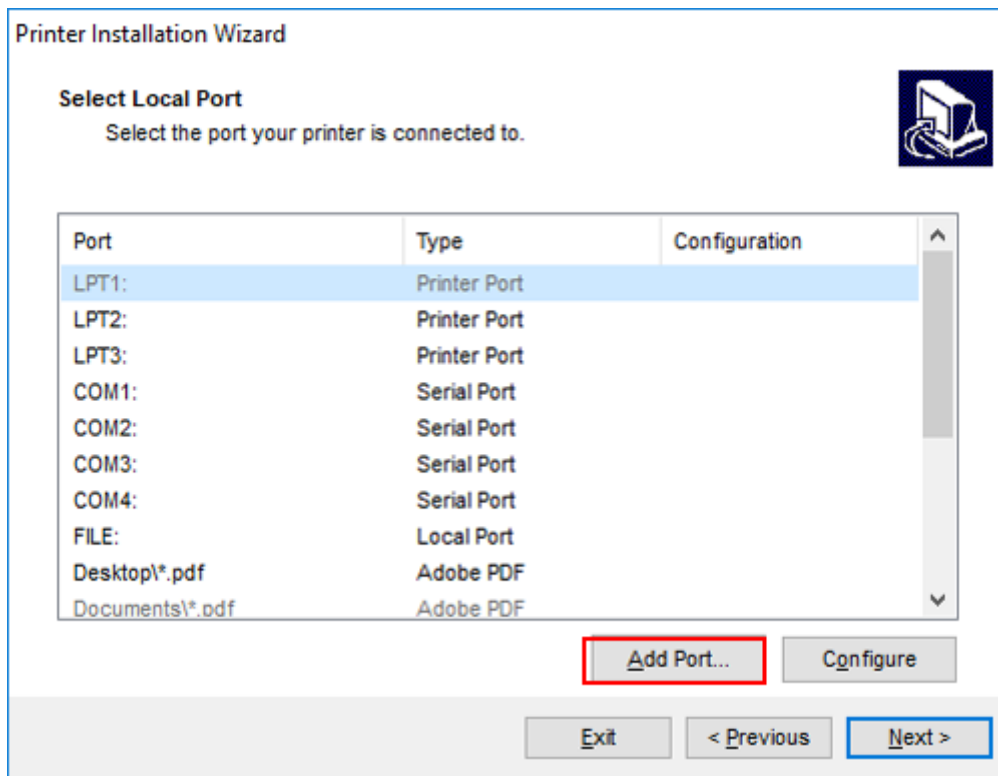 Printer Installation Wizard
Select Local Port
Select the port your printer is connected to.
Port Type Configuration
LPT1: Printer Port
LPT2: Printer Port
LPT3: Printer Port
COM1: Serial Port
COM2: Serial Port
COM3: Serial Port
COM4: Serial Port
FILE: Local Port
Desktop\*.pdf Adobe PDF
Documents\*.pdf Adobe PDF
Add Port... Configure
Exit < Previous Next >